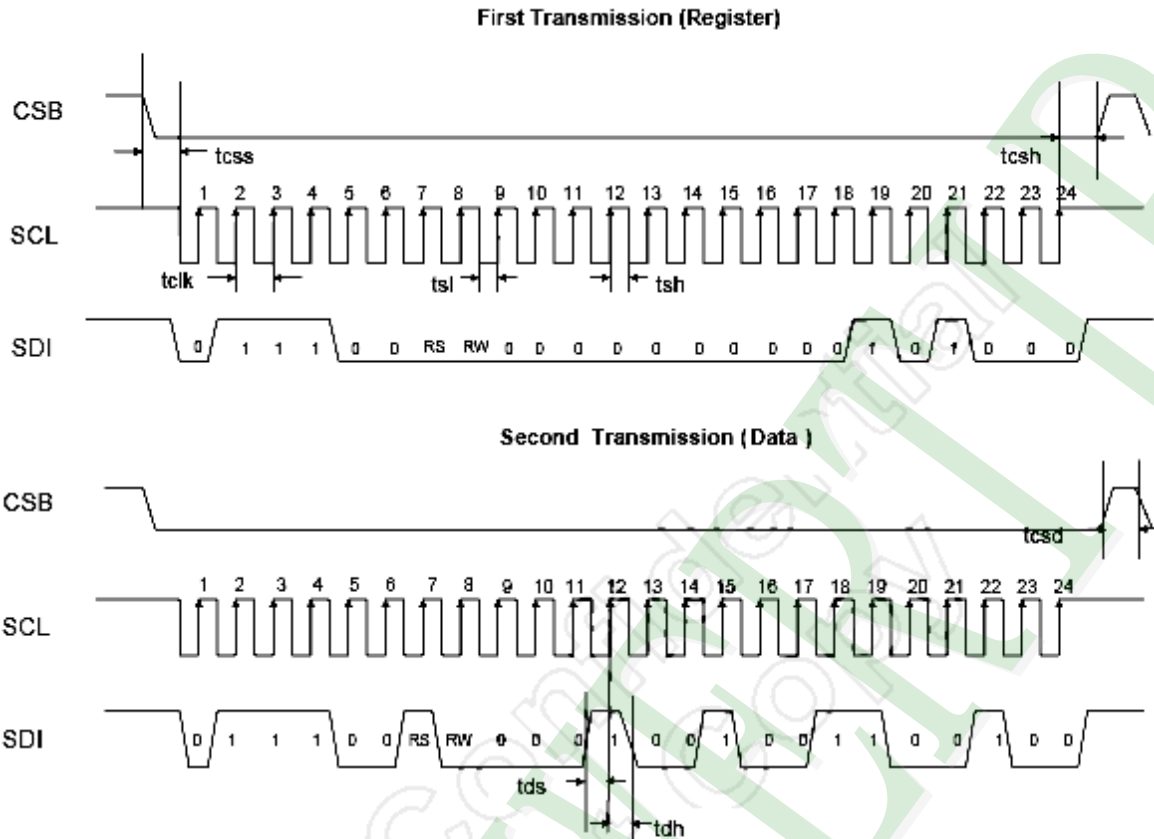 First Transmission (Register)
CSB
tcss
tcsh
1 2 3 4 5 6 7 8 9 10 11 12 13 14 15 16 17 18 19 20 21 22 23 24
SCL
tclk
tsl
tsh
SDI
0 1 1 1 0 0 RS RW 0 0 0 0 0 0 0 0 0 0 1 0 1 0 0 0
Second Transmission ( Data )
CSB
tcsd
1 2 3 4 5 6 7 8 9 10 11 12 13 14 15 16 17 18 19 20 21 22 23 24
SCL
SDI
0 1 1 1 0 0 RS RW 0 0 0 1 0 0 1 0 0 1 1 0 0 1 0 0
tds
tdh
Confidential
Copy